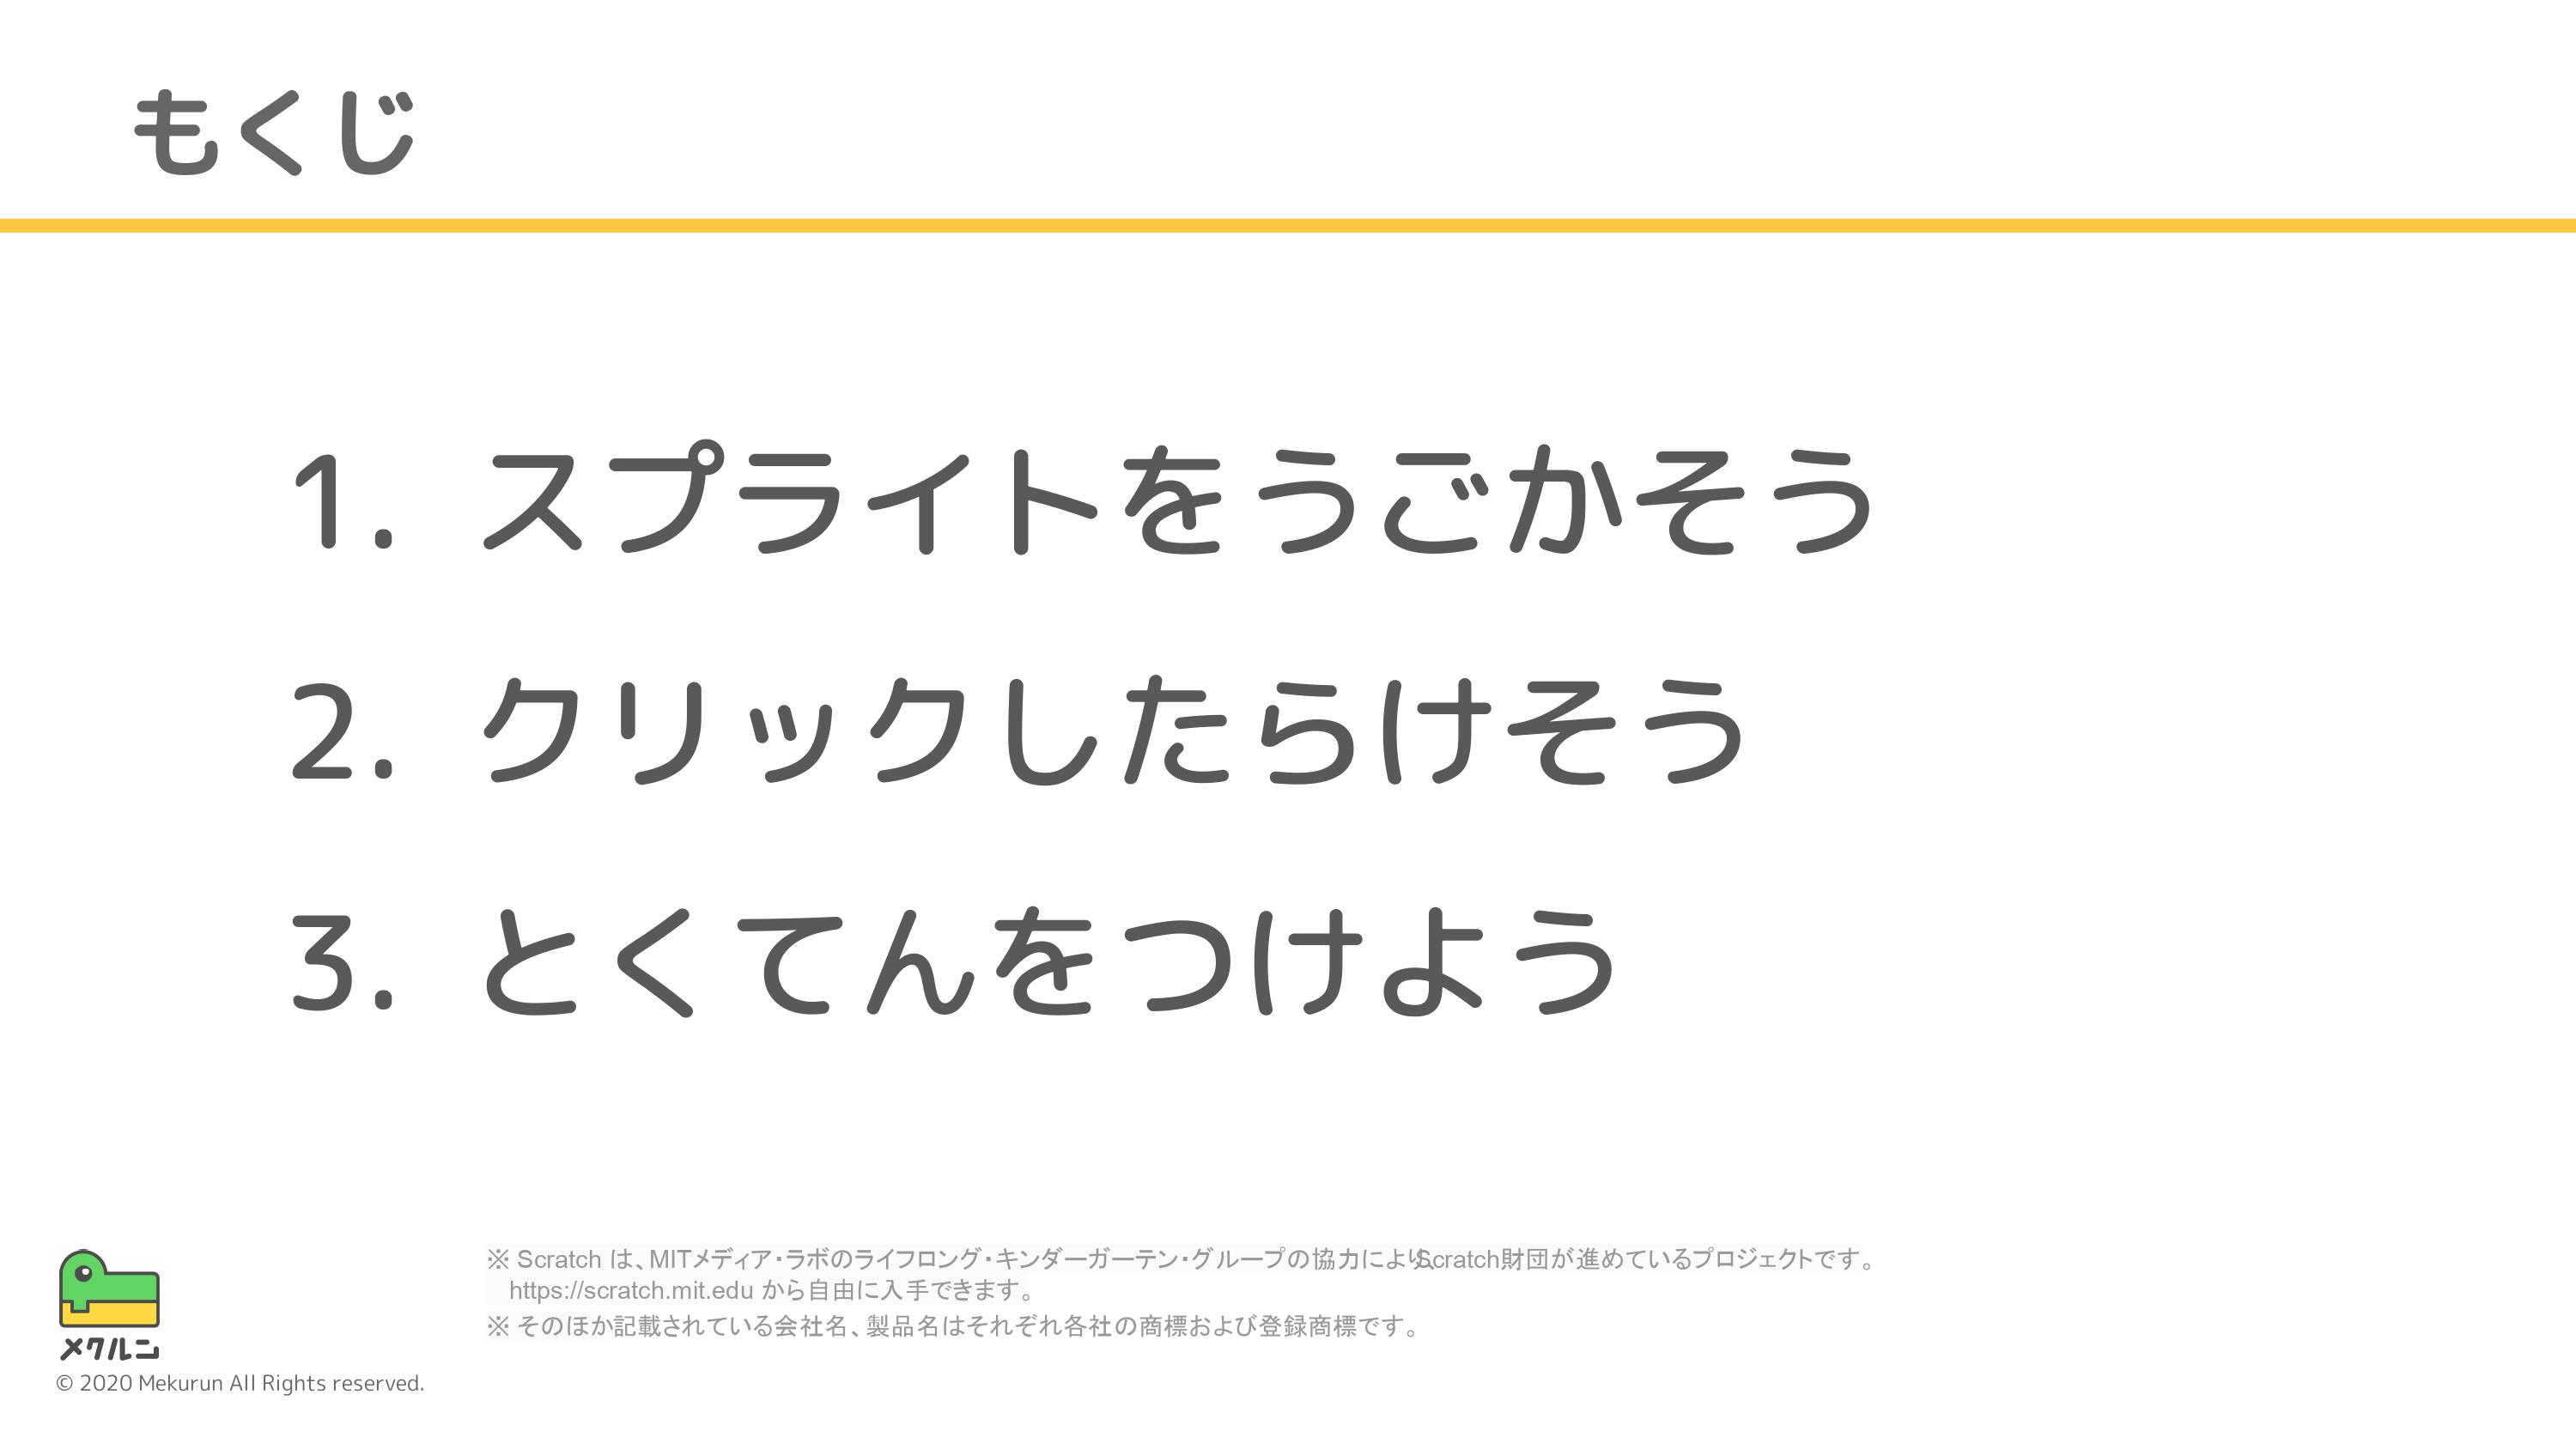 もくじ
1. スプライトをうごかそう
2. クリックしたらけそう
3. とくてんをつけよう
※ Scratch は、MITメディア・ラボのライフロング・キンダーガーテン・グループの協力により、Scratch財団が進めているプロジェクトです。
https://scratch.mit.edu から自由に入手できます。
※ そのほか記載されている会社名、製品名はそれぞれ各社の商標および登録商標です。
メクルン
© 2020 Mekurun All Rights reserved.